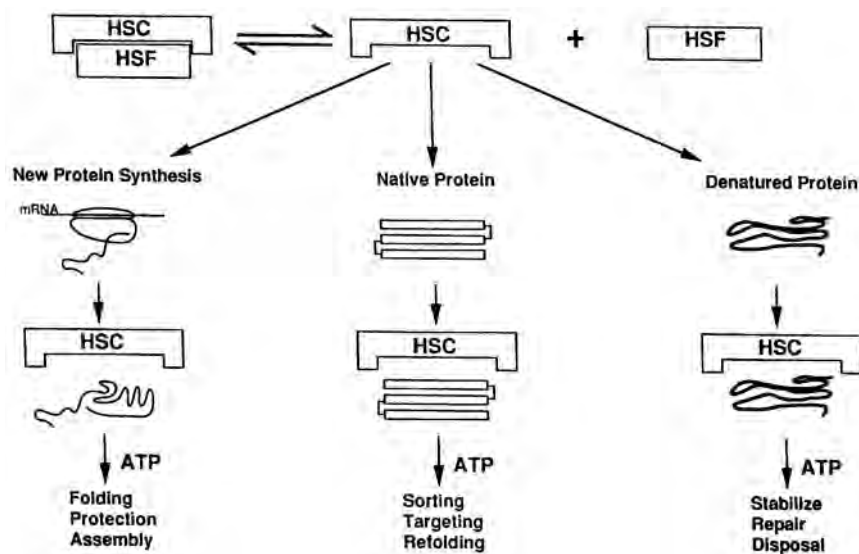 HSC
HSF
HSC
+
HSF
New Protein Synthesis
Native Protein
Denatured Protein
mRNA
HSC
HSC
HSC
ATP
ATP
ATP
Folding
Protection
Assembly
Sorting
Targeting
Refolding
Stabilize
Repair
Disposal